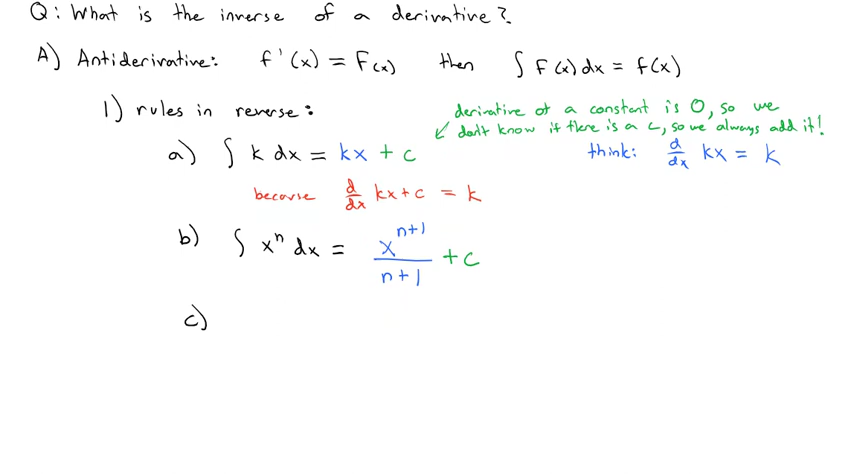 Q: What is the inverse of a derivative?
A) Antiderivative: f'(x) = F(x) then ∫ F(x) dx = f(x)
1) rules in reverse:
derivative of a constant is 0, so we
don't know if there is a c, so we always add it!
a) ∫ k dx = kx + c
think: d/dx kx = k
because d/dx kx + c = k
b) ∫ xⁿ dx = xⁿ⁺¹/(n+1) + c
c)